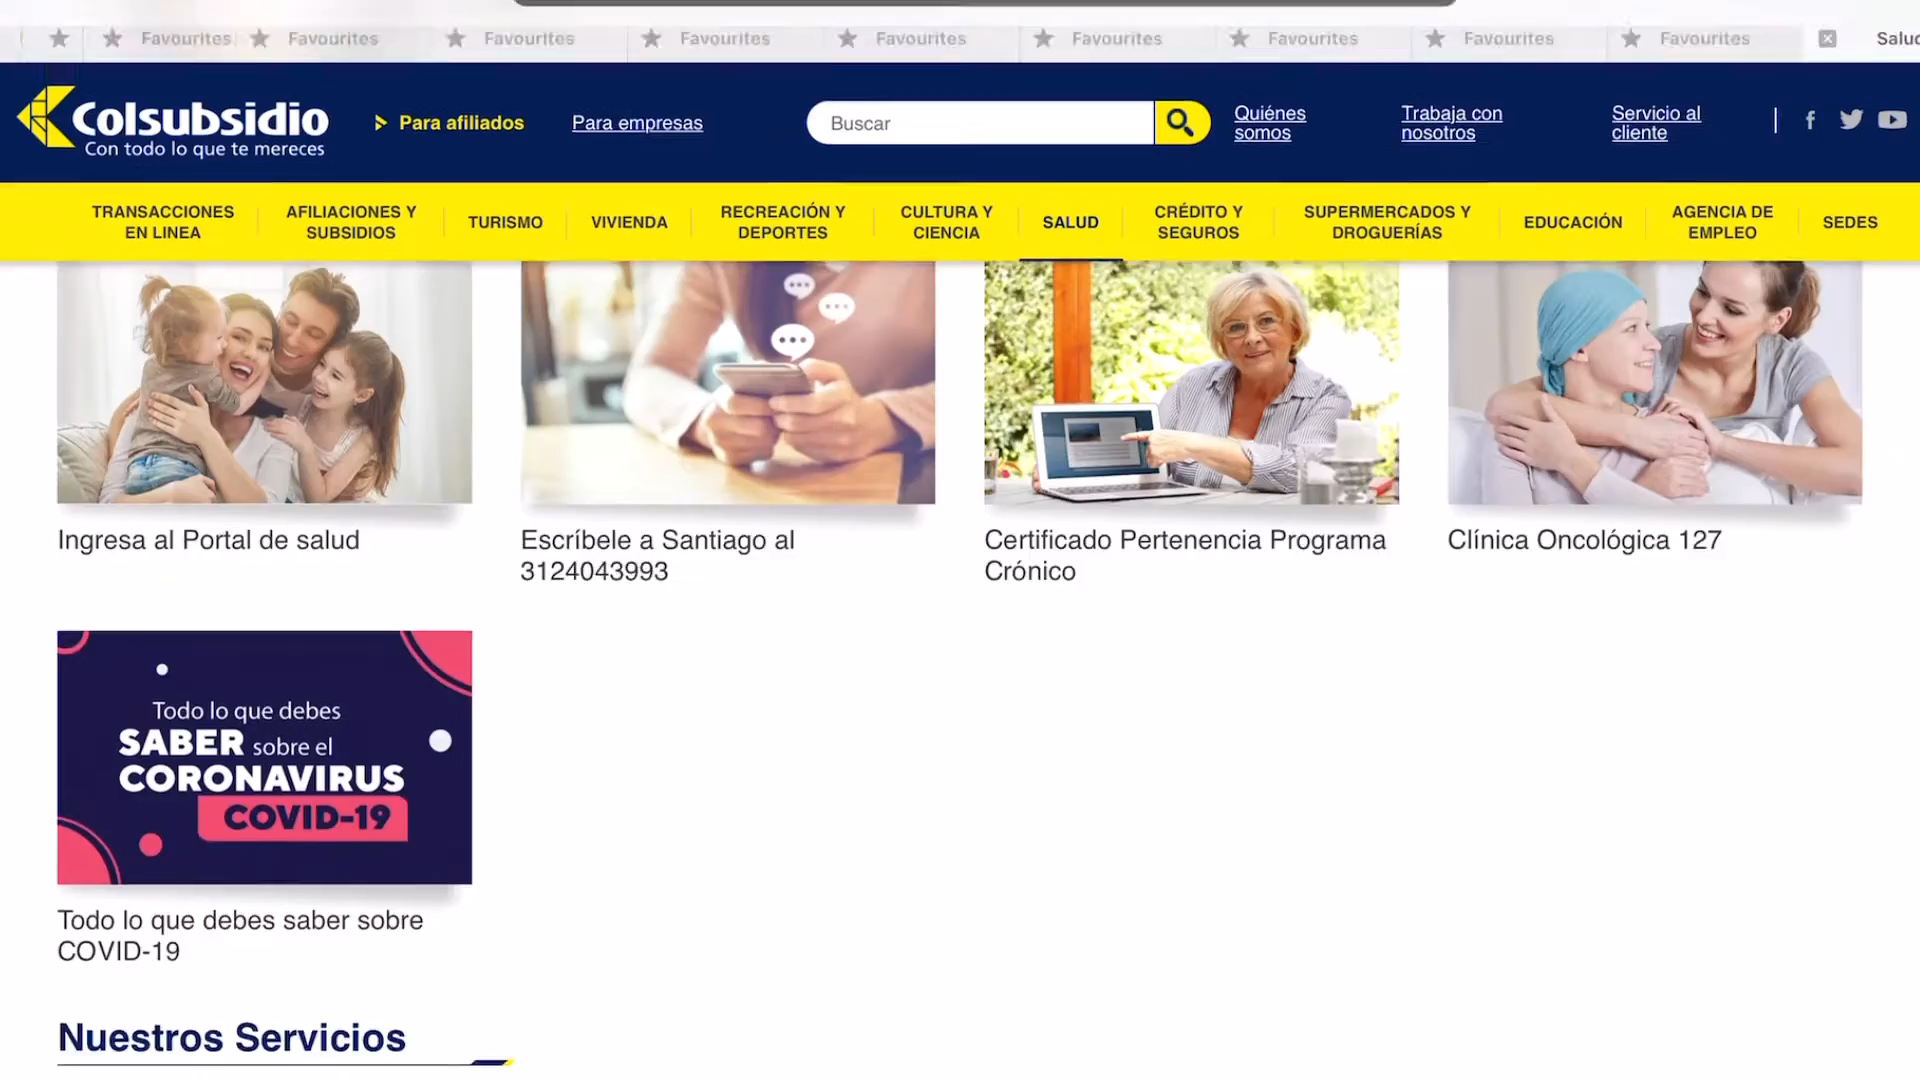 Favourites Favourites Favourites Favourites Favourites Favourites Favourites Favourites Favourites
Colsubsidio
Con todo lo que te mereces
Para afiliados
Para empresas
Buscar
Quiénes
somos
Trabaja con
nosotros
Servicio al
cliente
TRANSACCIONES
EN LINEA
AFILIACIONES Y
SUBSIDIOS
TURISMO
VIVIENDA
RECREACIÓN Y
DEPORTES
CULTURA Y
CIENCIA
SALUD
CRÉDITO Y
SEGUROS
SUPERMERCADOS Y
DROGUERÍAS
EDUCACIÓN
AGENCIA DE
EMPLEO
SEDES
Ingresa al Portal de salud
Escríbele a Santiago al
3124043993
Certificado Pertenencia Programa
Crónico
Clínica Oncológica 127
Todo lo que debes
SABER sobre el
CORONAVIRUS
COVID-19
Todo lo que debes saber sobre
COVID-19
Nuestros Servicios